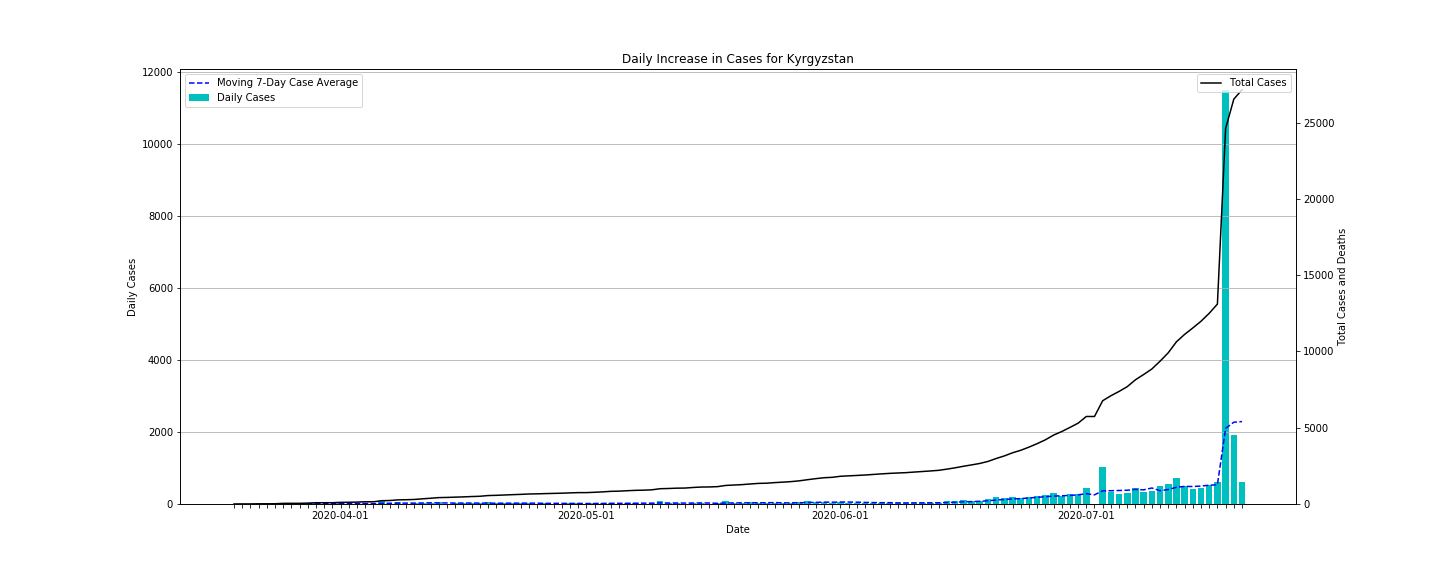 Daily Increase in Cases for Kyrgyzstan
Moving 7-Day Case Average
Daily Cases
Total Cases
12000
10000
8000
6000
4000
2000
0
Daily Cases
25000
20000
15000
10000
5000
0
Total Cases and Deaths
2020-04-01
2020-05-01
2020-06-01
2020-07-01
Date